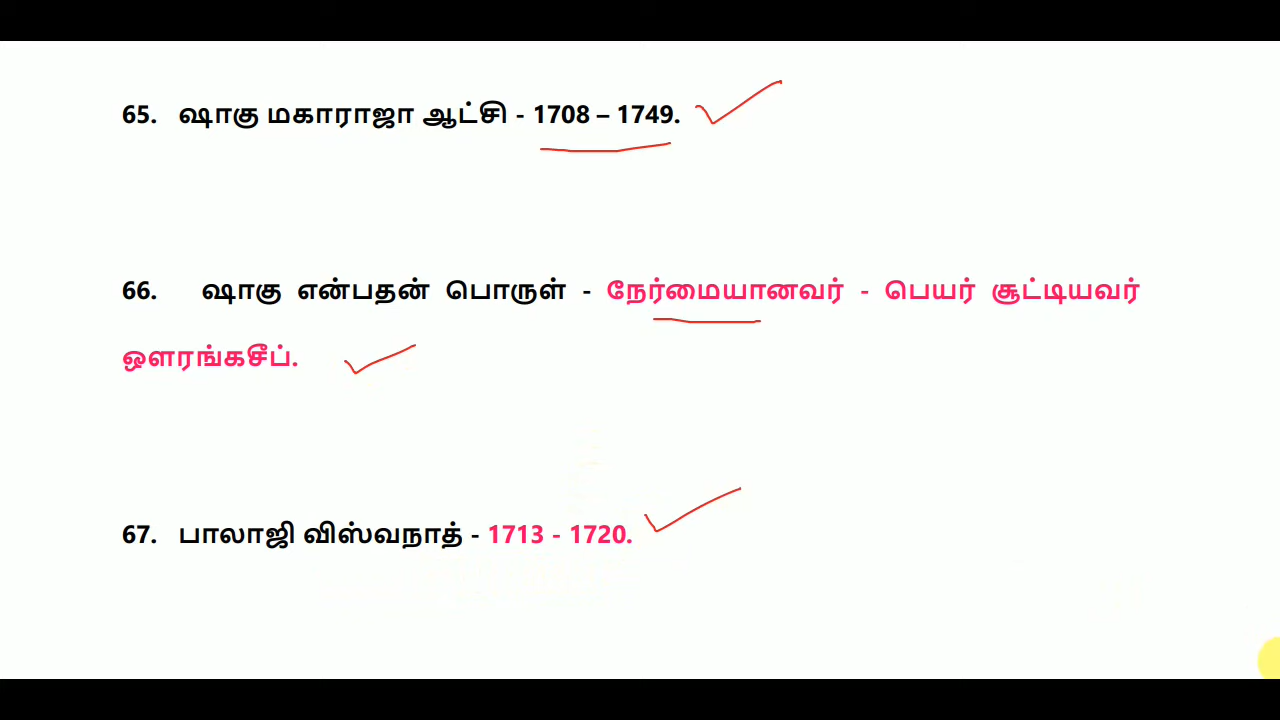 65. ஷாகு மகாராஜா ஆட்சி - 1708 – 1749.
66. ஷாகு என்பதன் பொருள் - நேர்மையானவர் - பெயர் சூட்டியவர்
ஔரங்கசீப்.
67. பாலாஜி விஸ்வநாத் - 1713 - 1720.